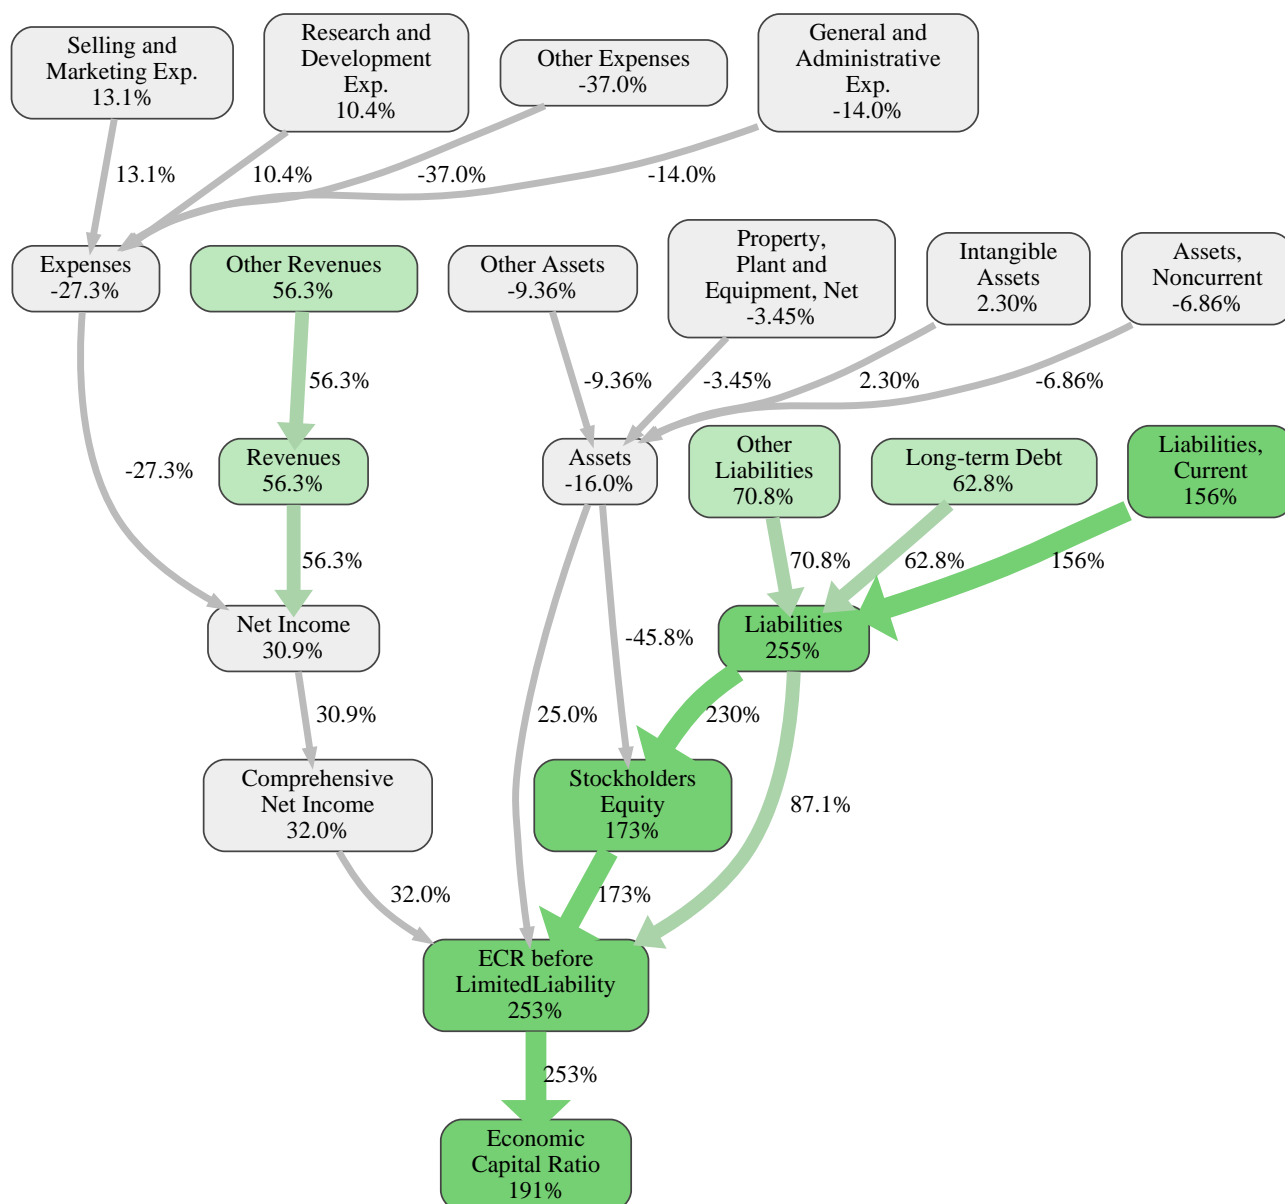 Selling and
Marketing Exp.
13.1%
Research and
Development
Exp.
10.4%
Other Expenses
-37.0%
General and
Administrative
Exp.
-14.0%
13.1%
10.4%
-37.0%
-14.0%
Expenses
-27.3%
Other Revenues
56.3%
Other Assets
-9.36%
Property,
Plant and
Equipment, Net
-3.45%
Intangible
Assets
2.30%
Assets,
Noncurrent
-6.86%
56.3%
-9.36%
-3.45%
2.30%
-6.86%
-27.3%
Revenues
56.3%
Assets
-16.0%
Other
Liabilities
70.8%
Long-term Debt
62.8%
Liabilities,
Current
156%
56.3%
70.8%
62.8%
156%
Net Income
30.9%
-45.8%
Liabilities
255%
30.9%
25.0%
230%
Comprehensive
Net Income
32.0%
Stockholders
Equity
173%
87.1%
32.0%
173%
ECR before
LimitedLiability
253%
253%
Economic
Capital Ratio
191%